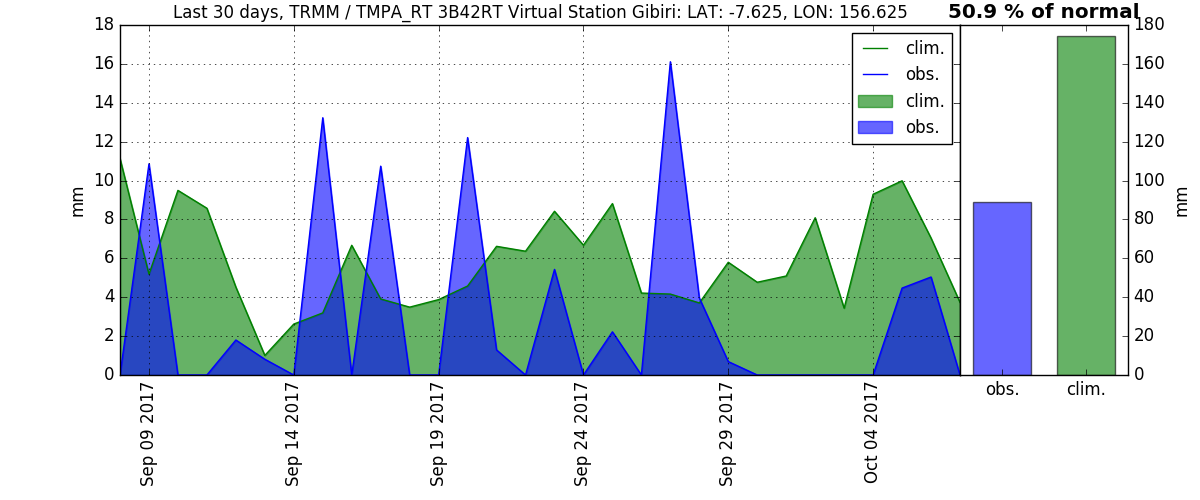 Last 30 days, TRMM / TMPA_RT 3B42RT Virtual Station Gibiri: LAT: -7.625, LON: 156.625
50.9 % of normal
18
16
14
12
10
8
6
4
2
0
mm
clim.
obs.
clim.
obs.
Sep 09 2017
Sep 14 2017
Sep 19 2017
Sep 24 2017
Sep 29 2017
Oct 04 2017
180
160
140
120
100
80
60
40
20
0
mm
obs.
clim.